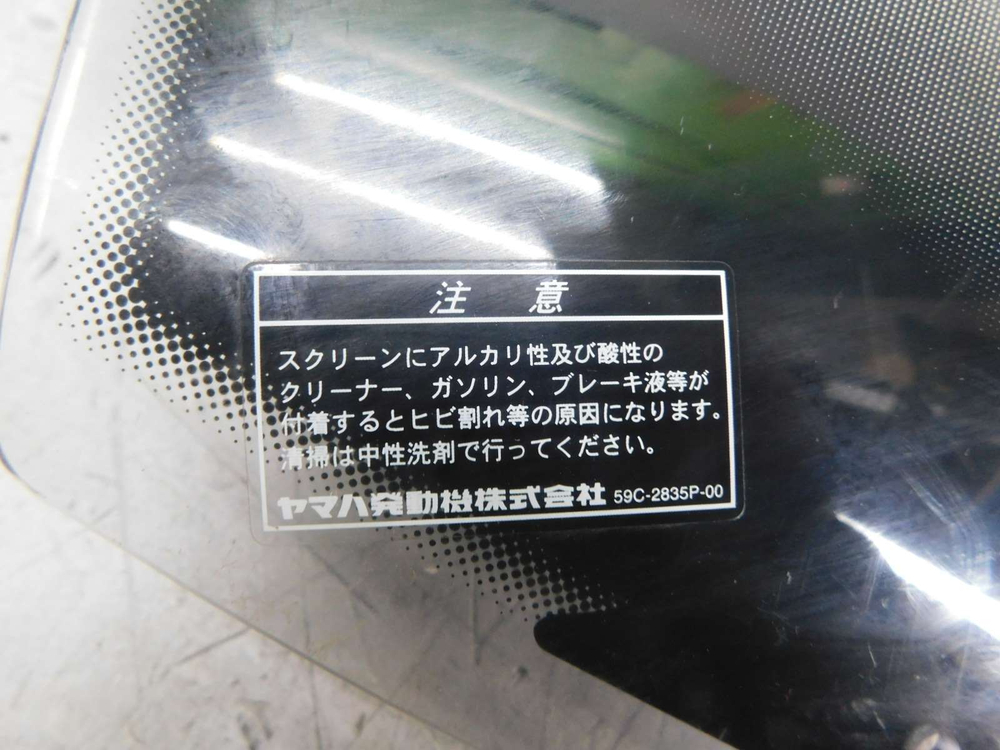 注 意
スクリーンにアルカリ性及び酸性の
クリーナー、ガソリン、ブレーキ液等が
付着するとヒビ割れ等の原因になります。
清掃は中性洗剤で行ってください。
ヤマハ発動機株式会社 59C-2835P-00